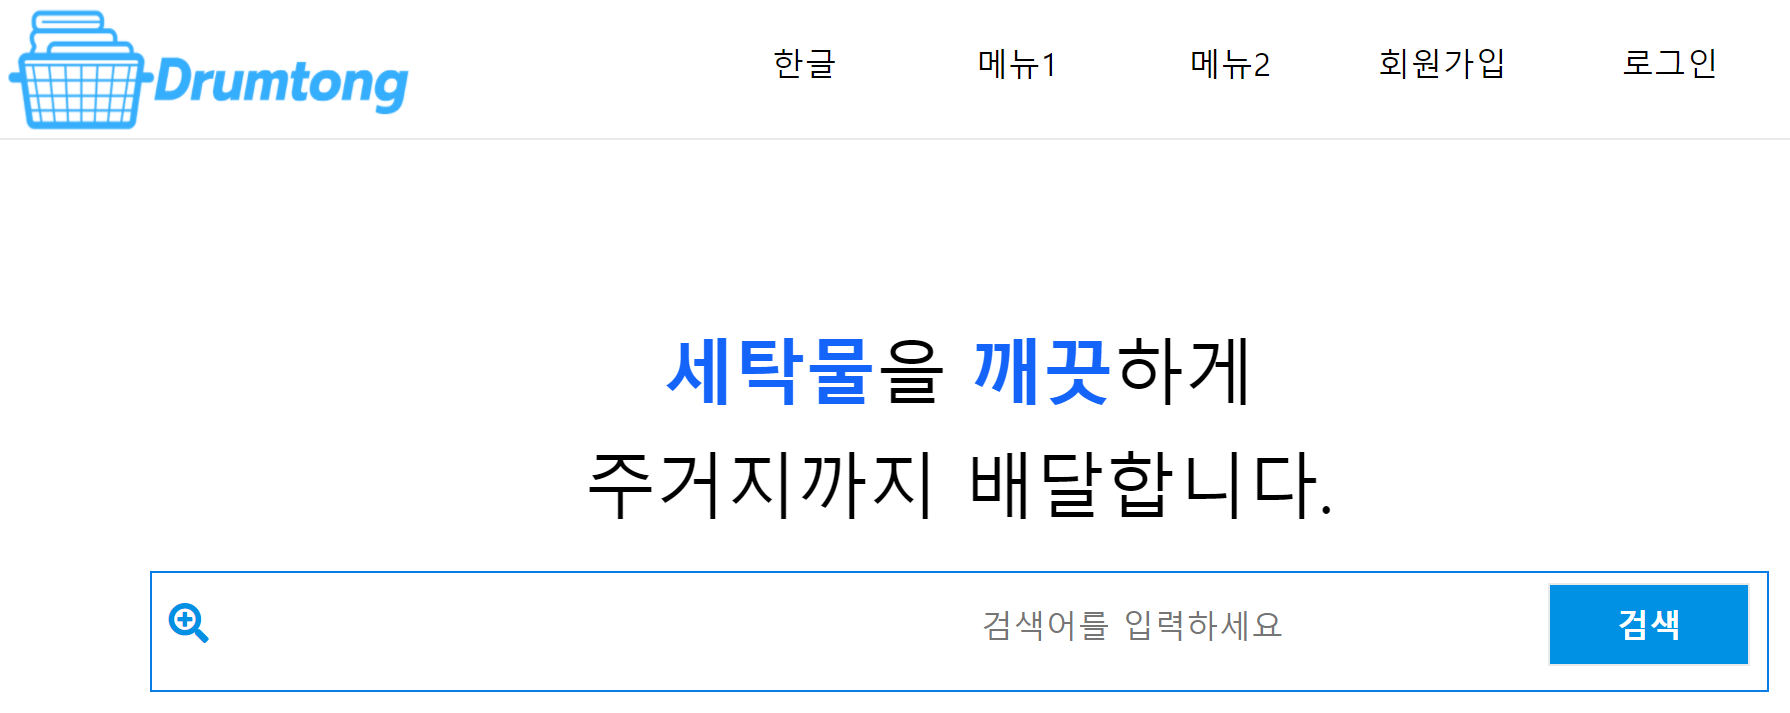 Drumtong
한글 메뉴1 메뉴2 회원가입 로그인
세탁물을 깨끗하게
주거지까지 배달합니다.
검색어를 입력하세요 검색